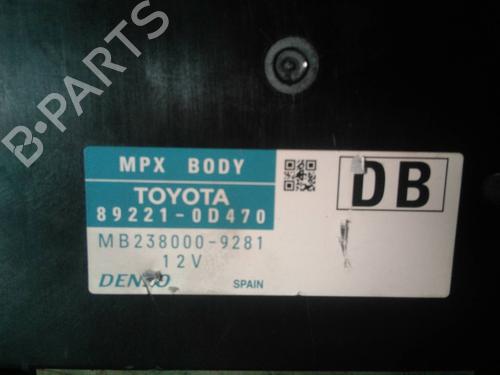 B-PARTS
MPX BODY
TOYOTA
89221-0D470
DB
MB238000-9281
12V
DENSO
SPAIN